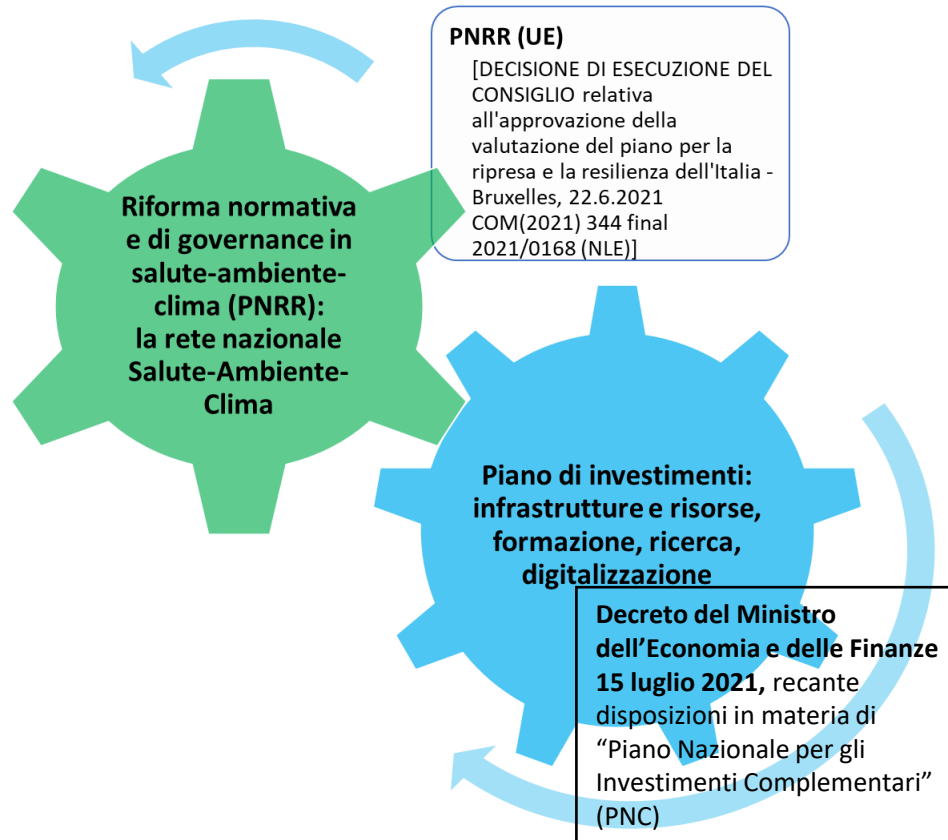 PNRR (UE)
[DECISIONE DI ESECUZIONE DEL
CONSIGLIO relativa
all'approvazione della
valutazione del piano per la
ripresa e la resilienza dell'Italia -
Bruxelles, 22.6.2021
COM(2021) 344 final
2021/0168 (NLE)]
Riforma normativa
e di governance in
salute-ambiente-
clima (PNRR):
la rete nazionale
Salute-Ambiente-
Clima
Piano di investimenti:
infrastrutture e risorse,
formazione, ricerca,
digitalizzazione
Decreto del Ministro
dell’Economia e delle Finanze
15 luglio 2021, recante
disposizioni in materia di
“Piano Nazionale per gli
Investimenti Complementari”
(PNC)